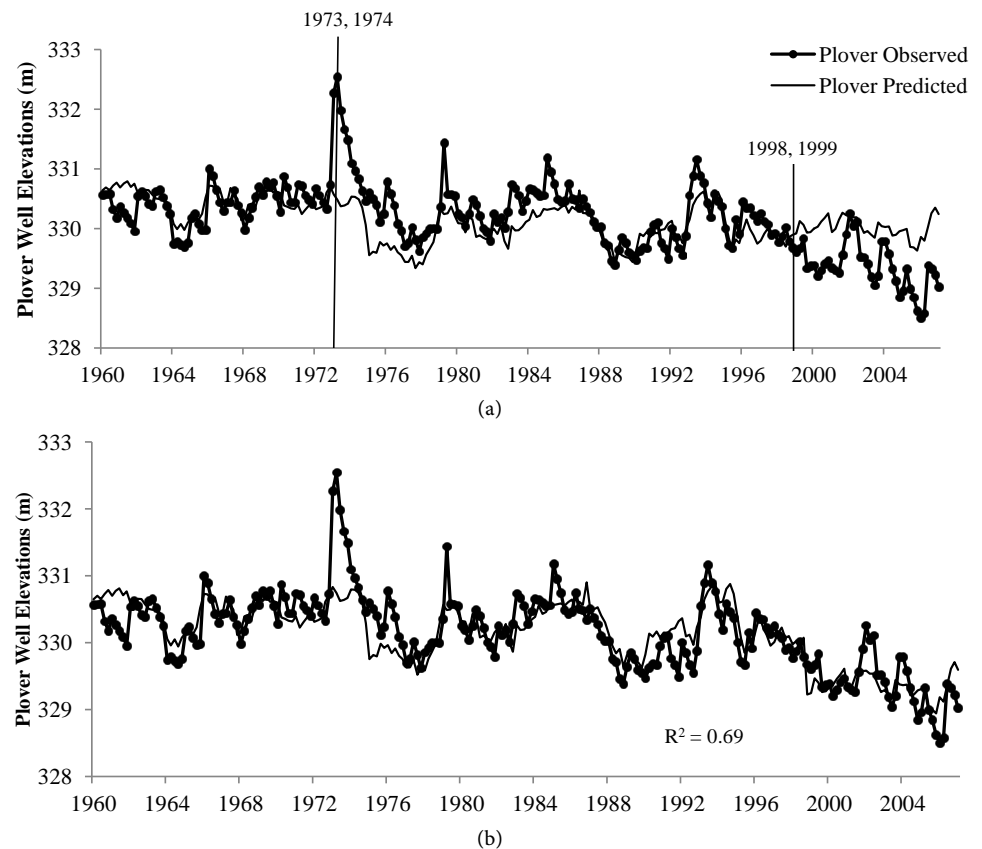 1973, 1974
333
332
331
330
329
328
Plover Well Elevations (m)
Plover Observed
Plover Predicted
1998, 1999
1960 1964 1968 1972 1976 1980 1984 1988 1992 1996 2000 2004
(a)
333
332
331
330
329
328
Plover Well Elevations (m)
R² = 0.69
1960 1964 1968 1972 1976 1980 1984 1988 1992 1996 2000 2004
(b)